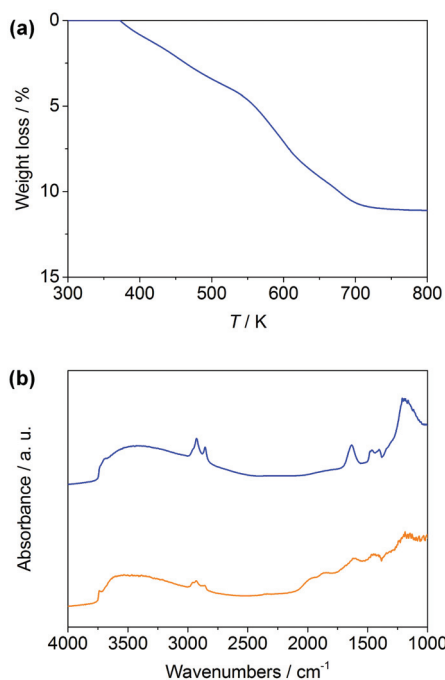 (a)
0
5
10
15
Weight loss / %
300 400 500 600 700 800
T / K
(b)
Absorbance / a. u.
4000 3500 3000 2500 2000 1500 1000
Wavenumbers / cm⁻¹